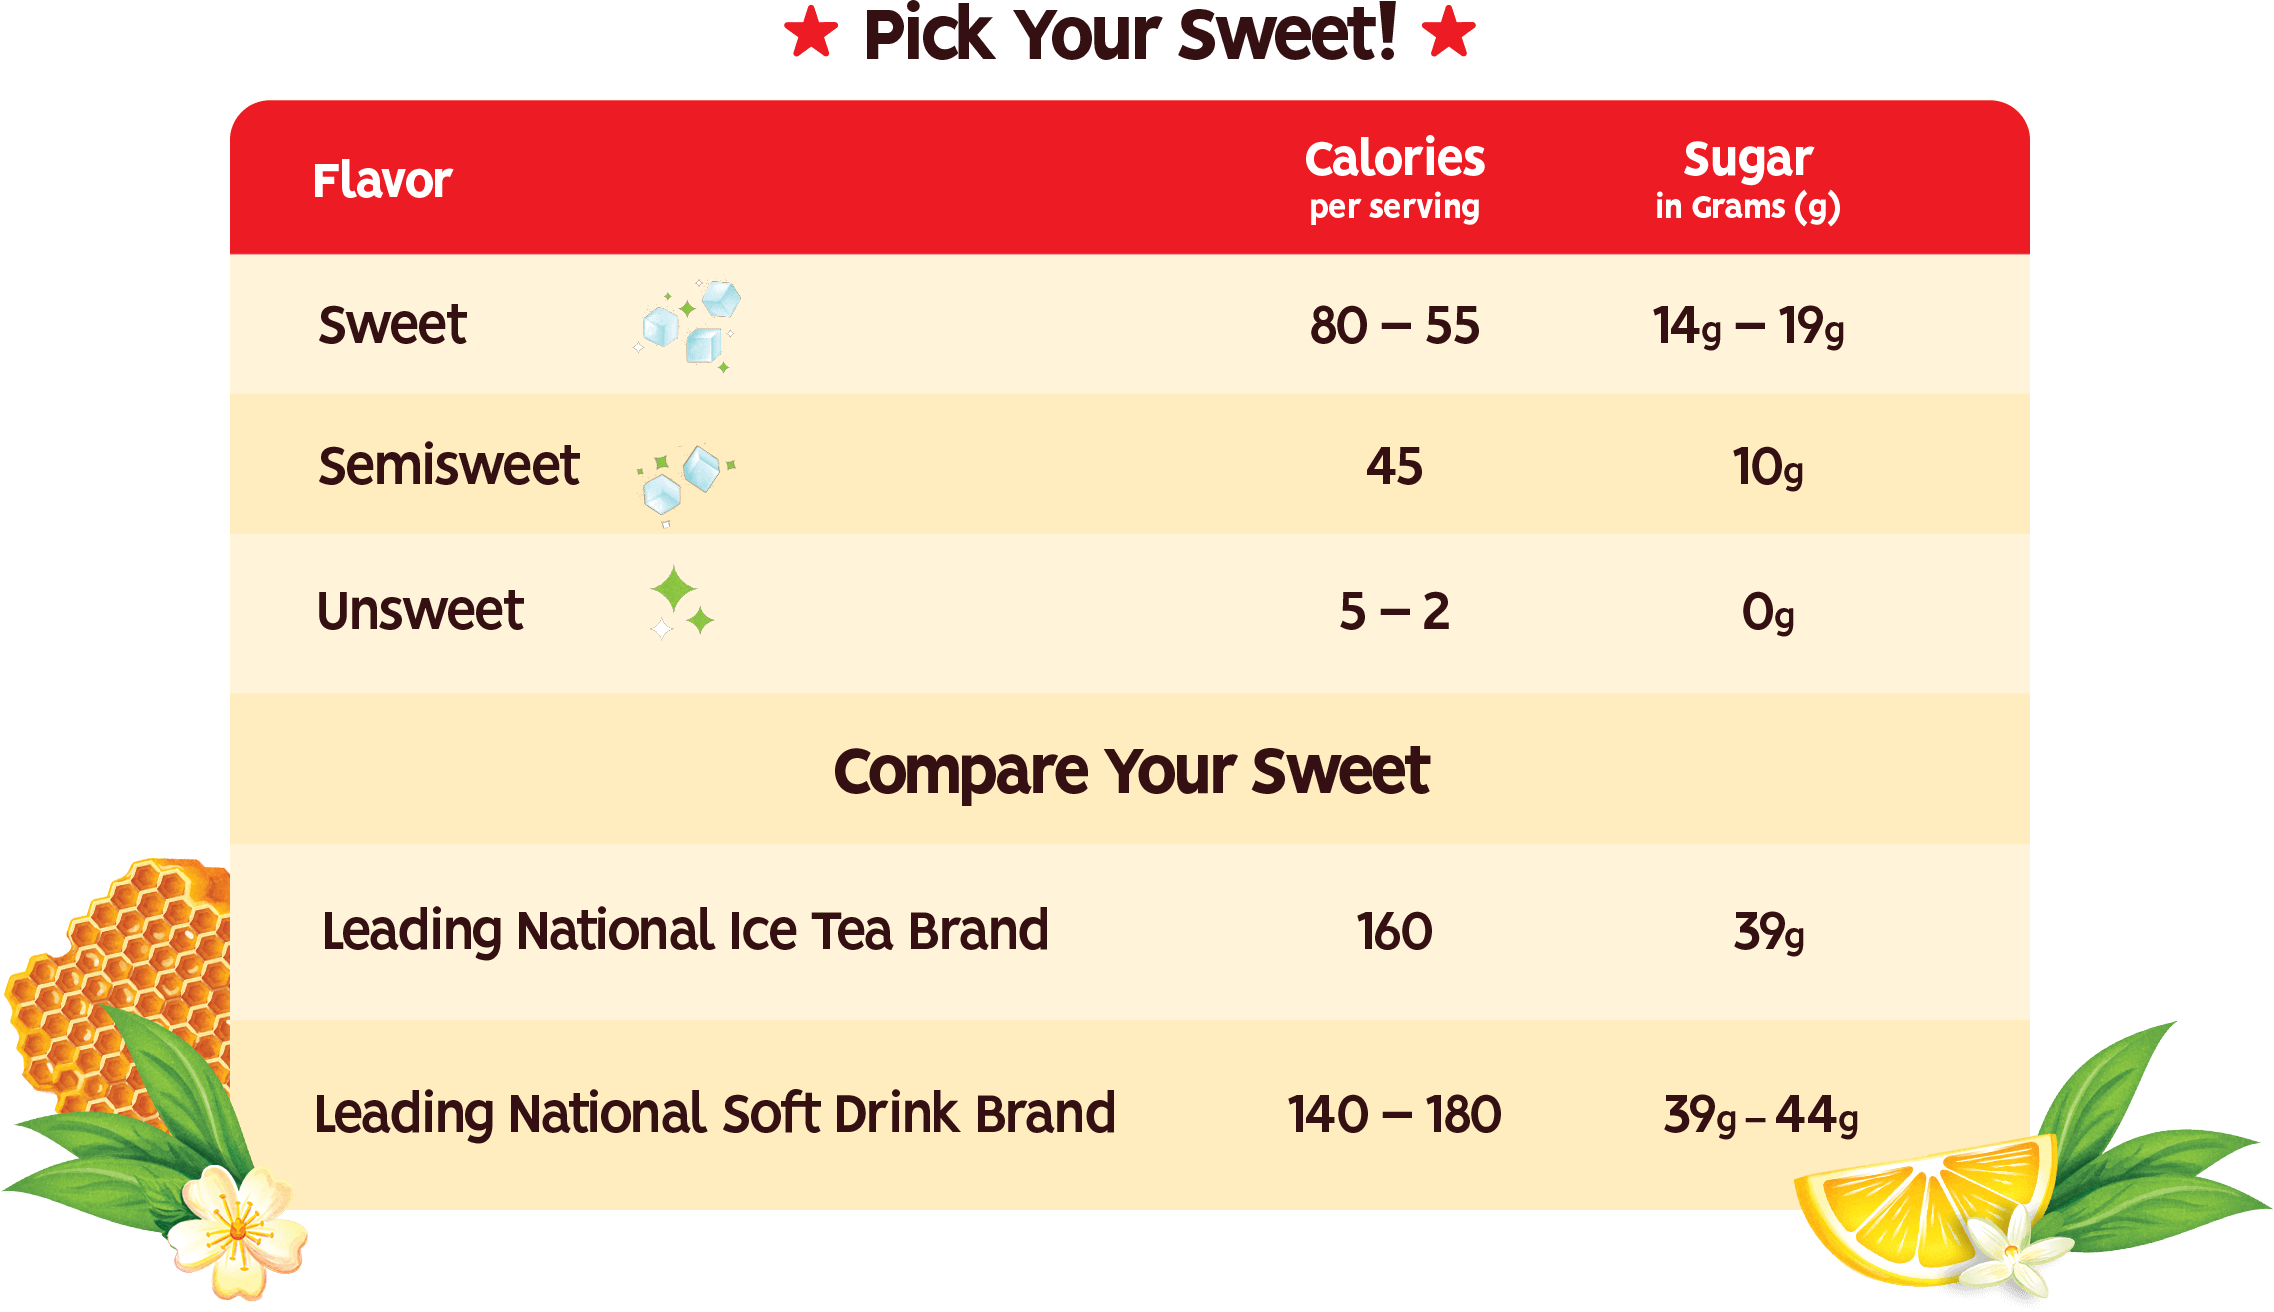 Pick Your Sweet!
Flavor Calories per serving Sugar in Grams (g)
Sweet 80 – 55 14g – 19g
Semisweet 45 10g
Unsweet 5 – 2 0g
Compare Your Sweet
Leading National Ice Tea Brand 160 39g
Leading National Soft Drink Brand 140 – 180 39g – 44g